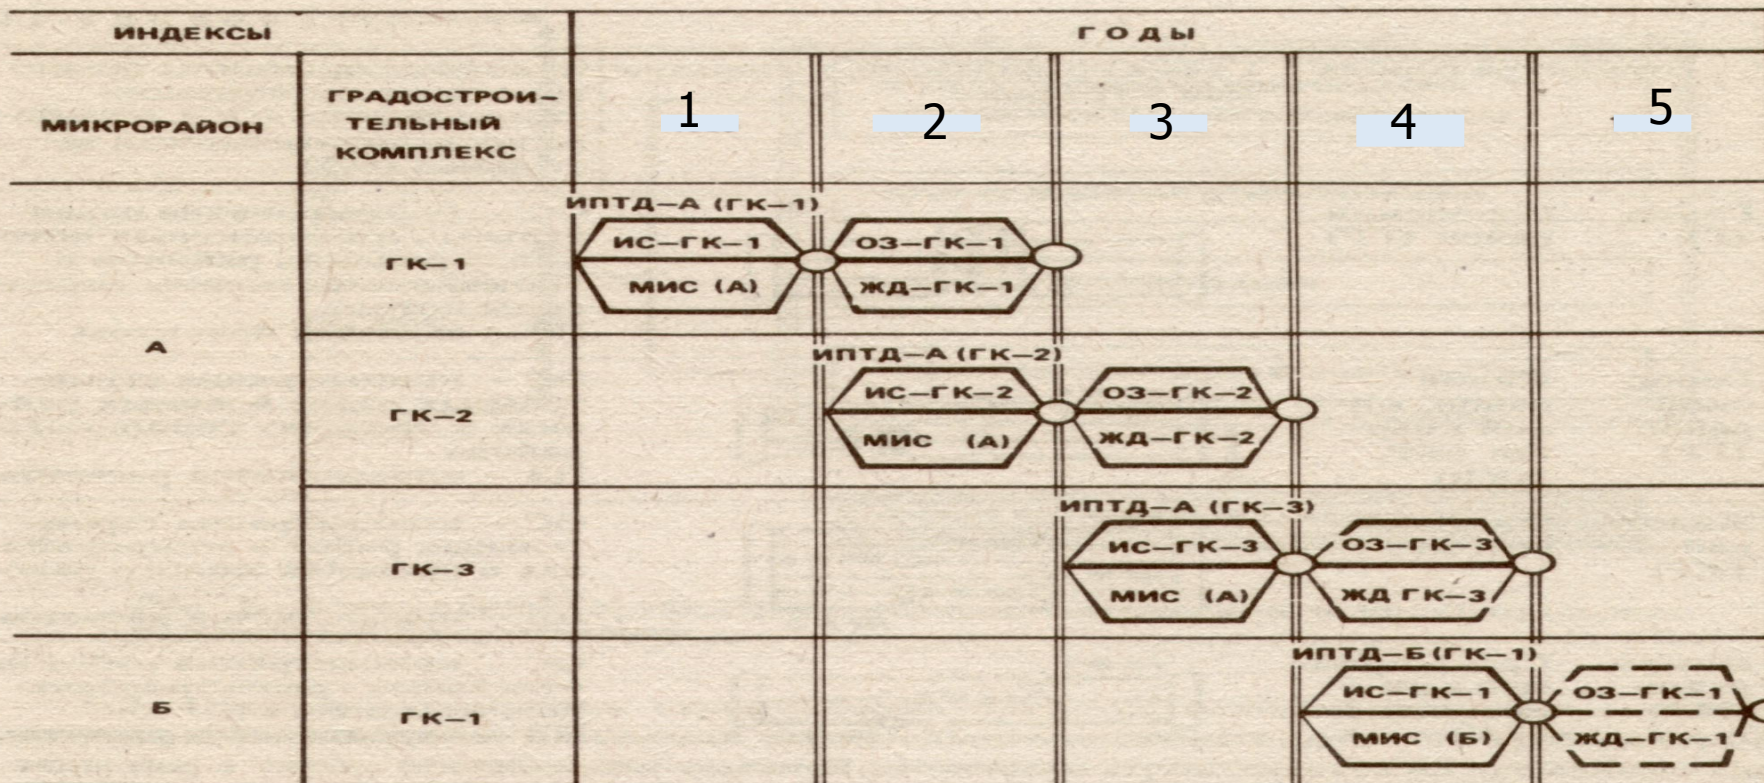 ИНДЕКСЫ
ГОДЫ
МИКРОРАЙОН
ГРАДОСТРОИ-
ТЕЛЬНЫЙ
КОМПЛЕКС
1
2
3
4
5
ИПТД-А (ГК-1)
ИС-ГК-1
ОЗ-ГК-1
ГК-1
МИС (А)
ЖД-ГК-1
А
ИПТД-А (ГК-2)
ИС-ГК-2
ОЗ-ГК-2
ГК-2
МИС (А)
ЖД-ГК-2
ИПТД-А (ГК-3)
ИС-ГК-3
ОЗ-ГК-3
ГК-3
МИС (А)
ЖД ГК-3
ИПТД-Б (ГК-1)
Б
ГК-1
ИС-ГК-1
ОЗ-ГК-1
МИС (Б)
ЖД-ГК-1